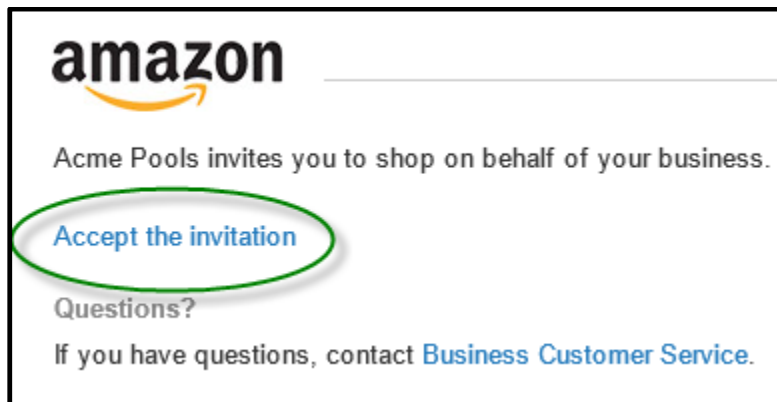 amazon
Acme Pools invites you to shop on behalf of your business.
Accept the invitation
Questions?
If you have questions, contact Business Customer Service.